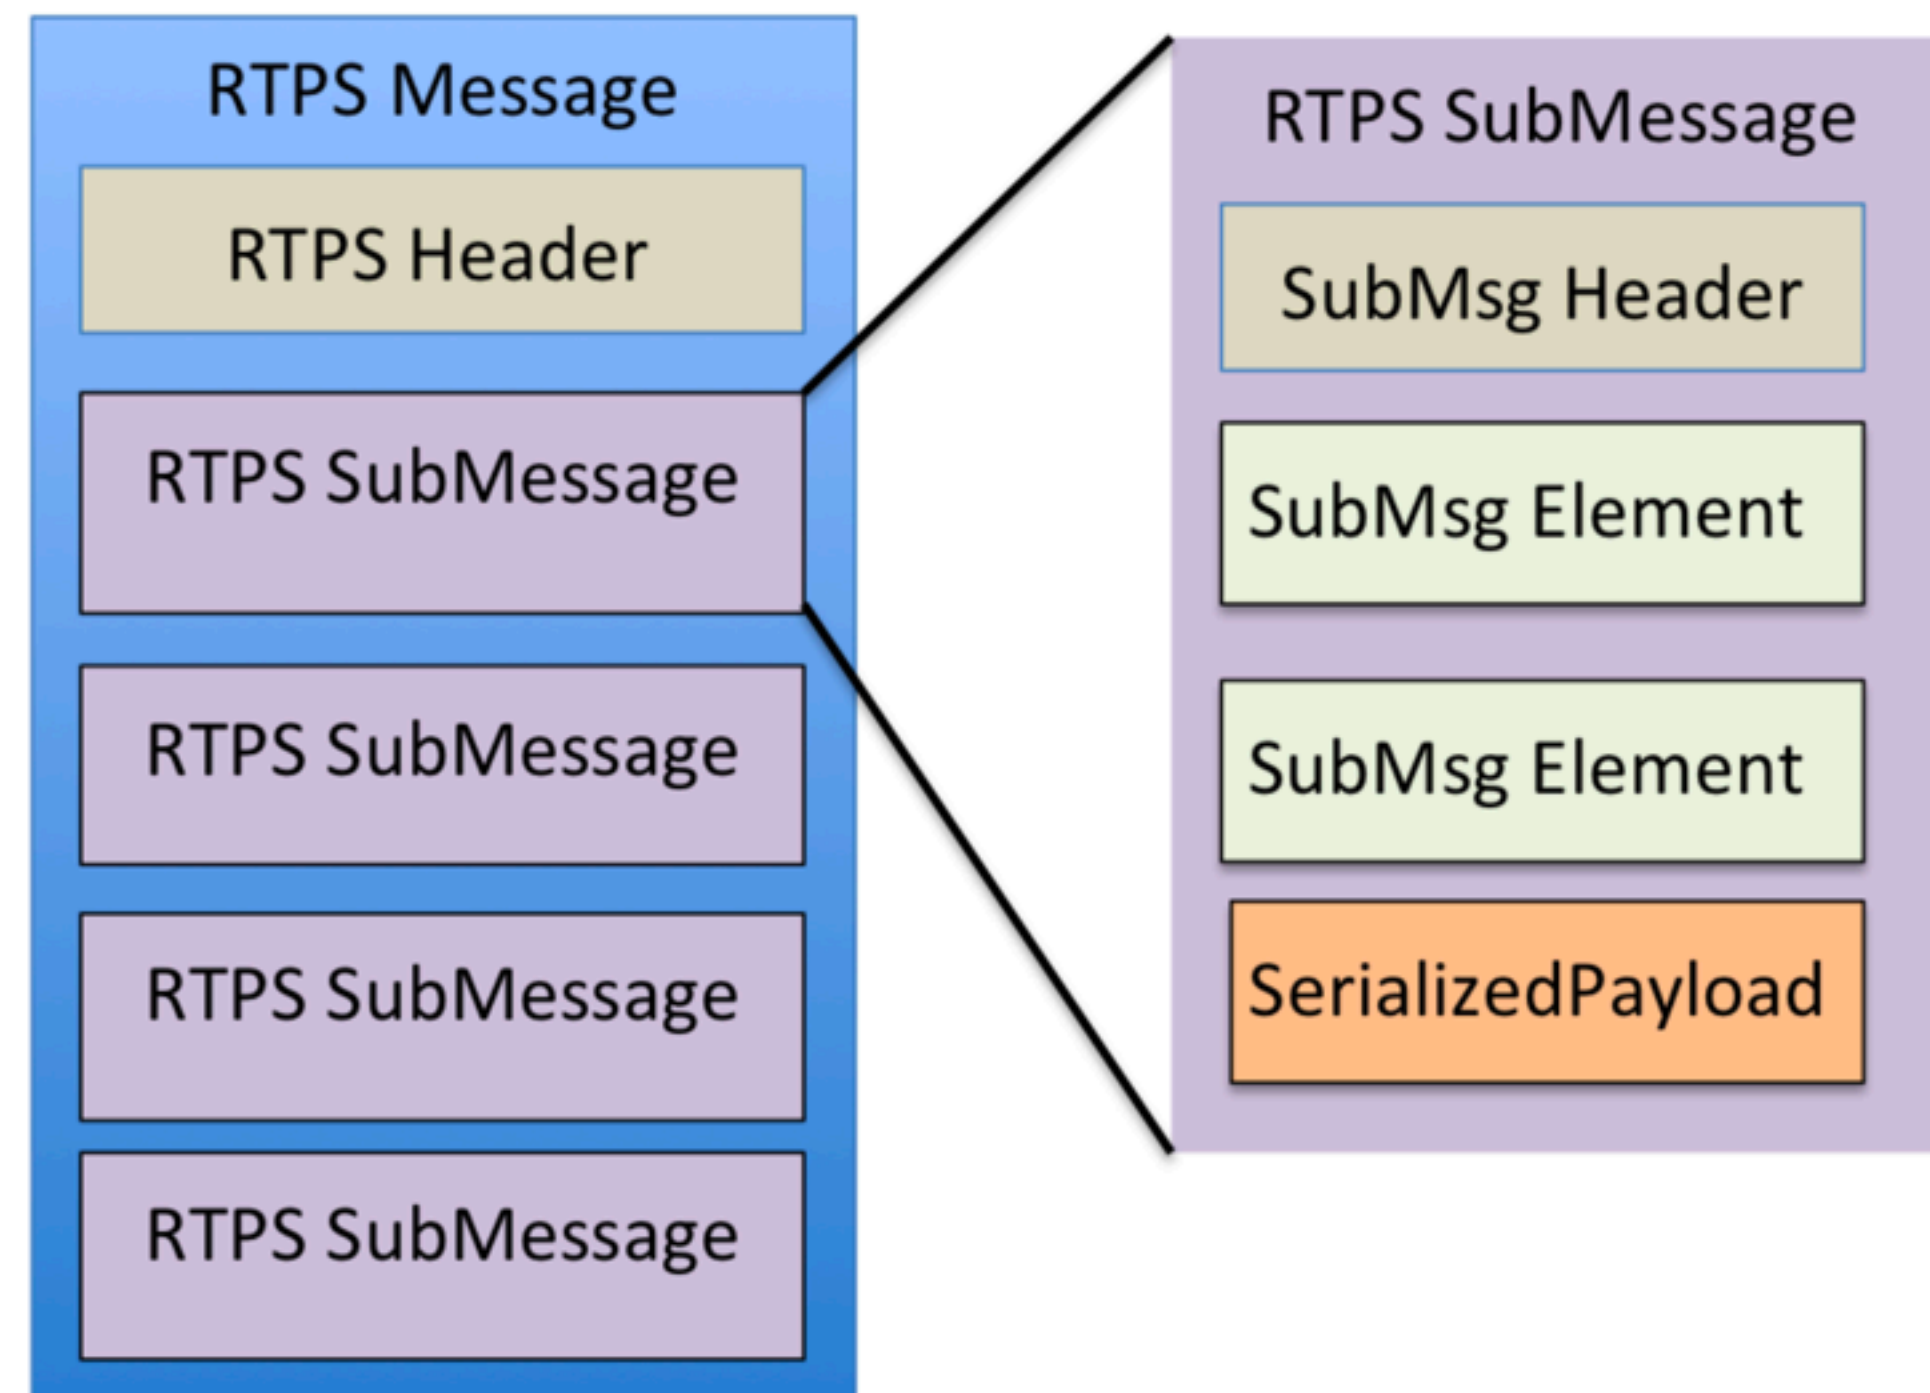 RTPS Message
RTPS Header
RTPS SubMessage
RTPS SubMessage
RTPS SubMessage
RTPS SubMessage
RTPS SubMessage
SubMsg Header
SubMsg Element
SubMsg Element
SerializedPayload